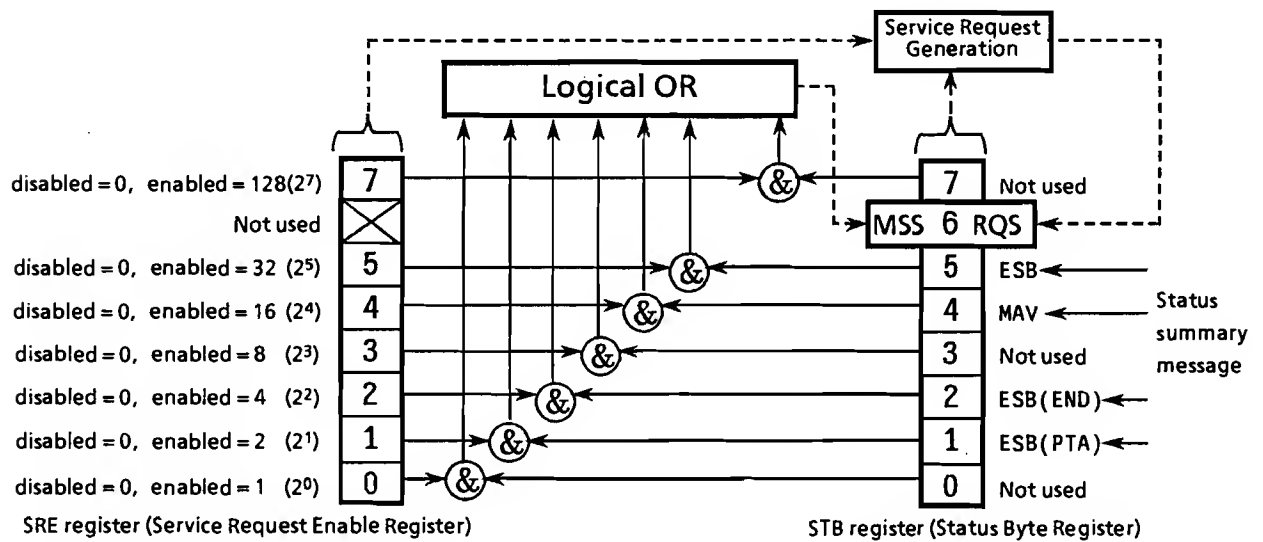 Service Request
Generation
Logical OR
disabled = 0, enabled = 128(2⁷) 7 & 7 Not used
Not used MSS 6 RQS
disabled = 0, enabled = 32 (2⁵) 5 & 5 ESB
disabled = 0, enabled = 16 (2⁴) 4 & 4 MAV
disabled = 0, enabled = 8 (2³) 3 & 3 Not used
disabled = 0, enabled = 4 (2²) 2 & 2 ESB(END)
disabled = 0, enabled = 2 (2¹) 1 & 1 ESB(PTA)
disabled = 0, enabled = 1 (2⁰) 0 & 0 Not used
Status
summary
message
SRE register (Service Request Enable Register)
STB register (Status Byte Register)